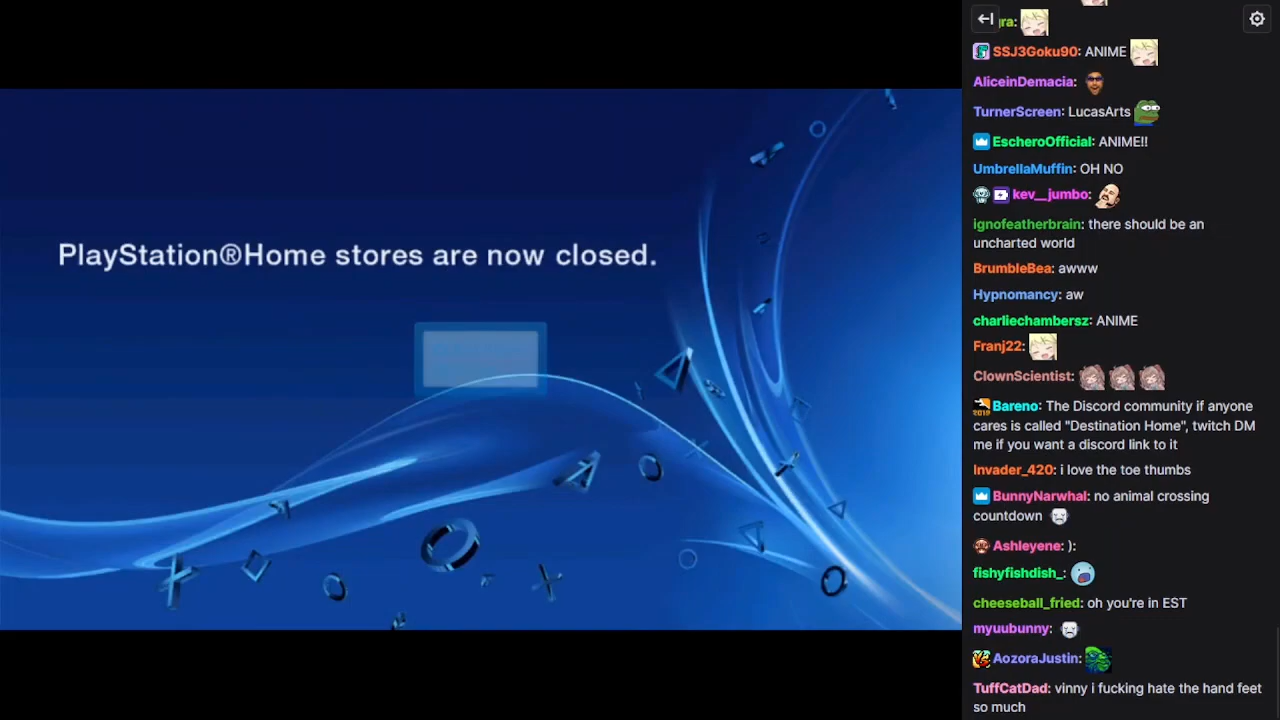 PlayStation®Home stores are now closed.
ra:
SSJ3Goku90: ANIME
AliceinDemacia:
TurnerScreen: LucasArts
EscheroOfficial: ANIME!!
UmbrellaMuffin: OH NO
kev__jumbo:
ignofeatherbrain: there should be an
uncharted world
BrumbleBea: awww
Hypnomancy: aw
charliechambersz: ANIME
Franj22:
ClownScientist:
Bareno: The Discord community if anyone
cares is called "Destination Home", twitch DM
me if you want a discord link to it
Invader_420: i love the toe thumbs
BunnyNarwhal: no animal crossing
countdown
Ashleyene: ):
fishyfishdish_:
cheeseball_fried: oh you're in EST
myuubunny:
AozoraJustin:
TuffCatDad: vinny i fucking hate the hand feet
so much